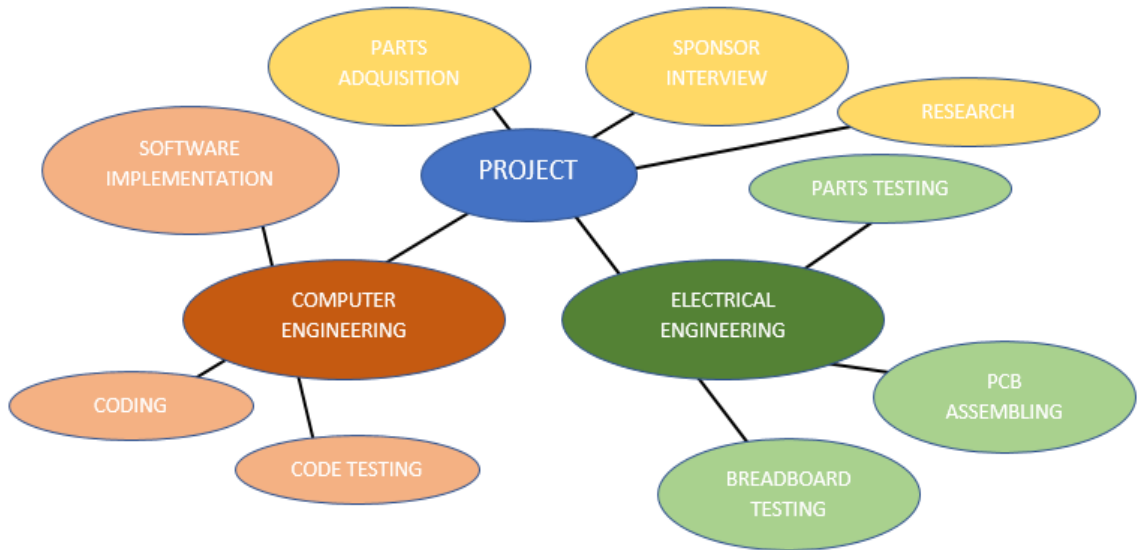 PARTS
ADQUISITION
SPONSOR
INTERVIEW
RESEARCH
SOFTWARE
IMPLEMENTATION
PROJECT
PARTS TESTING
COMPUTER
ENGINEERING
ELECTRICAL
ENGINEERING
CODING
PCB
ASSEMBLING
CODE TESTING
BREADBOARD
TESTING